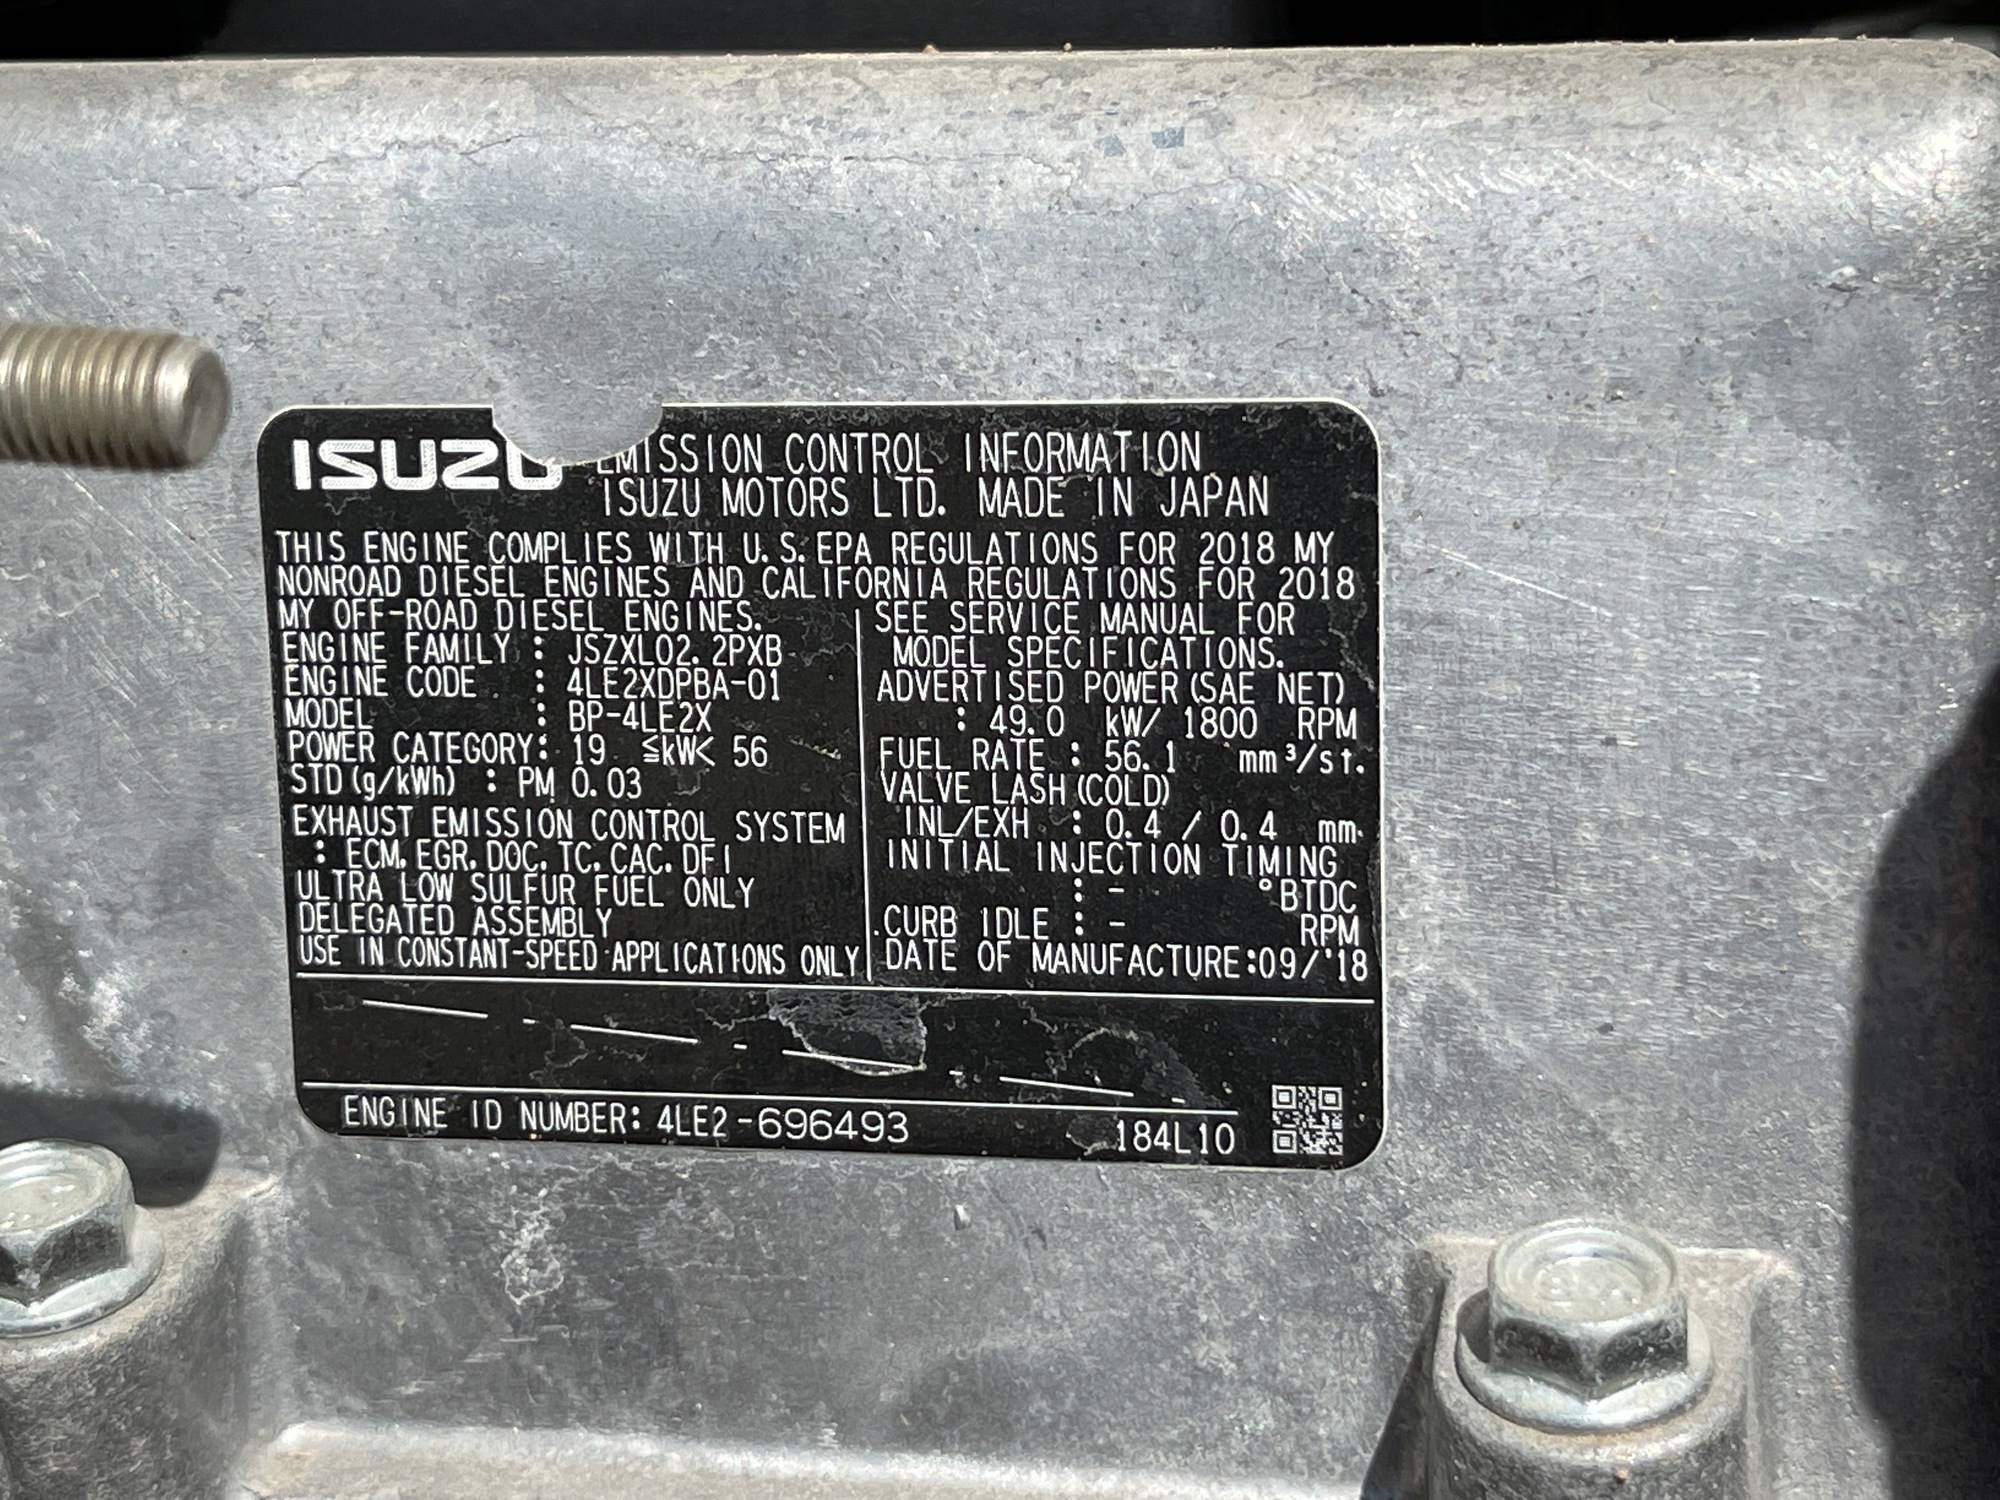 ISUZU EMISSION CONTROL INFORMATION
ISUZU MOTORS LTD. MADE IN JAPAN
THIS ENGINE COMPLIES WITH U.S.EPA REGULATIONS FOR 2018 MY
NONROAD DIESEL ENGINES AND CALIFORNIA REGULATIONS FOR 2018
MY OFF-ROAD DIESEL ENGINES.
ENGINE FAMILY : JSZXL02.2PXB
ENGINE CODE : 4LE2XDPBA-01
MODEL : BP-4LE2X
POWER CATEGORY: 19 ≦kW< 56
STD(g/kWh) : PM 0.03
EXHAUST EMISSION CONTROL SYSTEM
: ECM,EGR,DOC,TC,CAC,DFI
ULTRA LOW SULFUR FUEL ONLY
DELEGATED ASSEMBLY
USE IN CONSTANT-SPEED APPLICATIONS ONLY
SEE SERVICE MANUAL FOR
MODEL SPECIFICATIONS.
ADVERTISED POWER(SAE NET)
: 49.0 kW/ 1800 RPM
FUEL RATE : 56.1 mm³/st.
VALVE LASH(COLD)
INL/EXH : 0.4 / 0.4 mm
INITIAL INJECTION TIMING
: - °BTDC
CURB IDLE : - RPM
DATE OF MANUFACTURE:09/'18
ENGINE ID NUMBER: 4LE2-696493 184L10